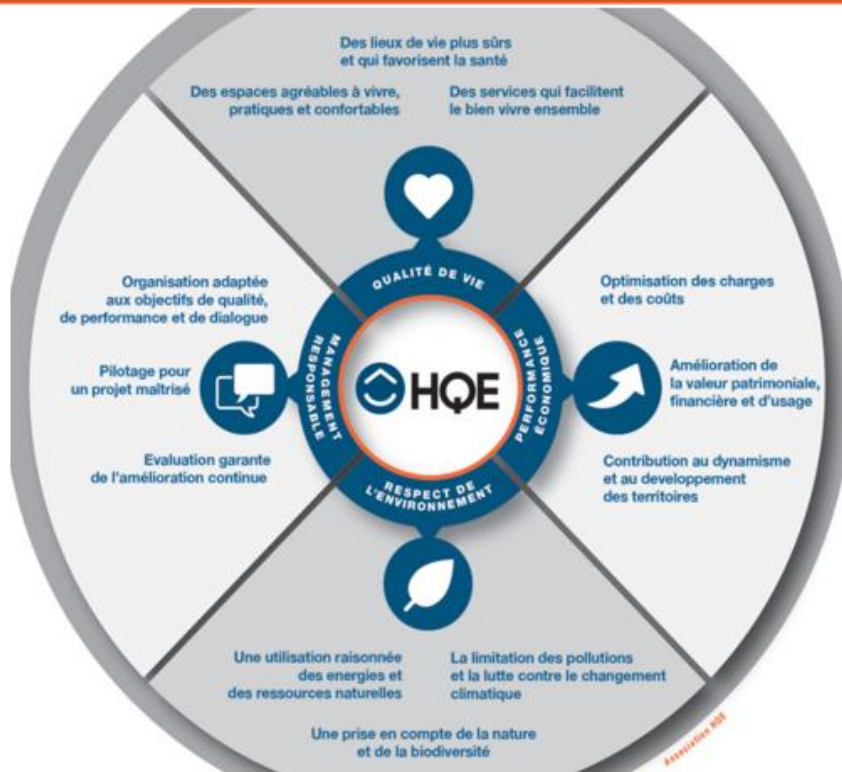 Des lieux de vie plus sûrs
et qui favorisent la santé
Des espaces agréables à vivre,
pratiques et confortables
Des services qui facilitent
le bien vivre ensemble
QUALITÉ DE VIE
Organisation adaptée
aux objectifs de qualité,
de performance et de dialogue
Pilotage pour
un projet maîtrisé
Evaluation garante
de l'amélioration continue
MANAGEMENT
RESPONSABLE
HQE
PERFORMANCE
ÉCONOMIQUE
Optimisation des charges
et des coûts
Amélioration de
la valeur patrimoniale,
financière et d'usage
Contribution au dynamisme
et au developpement
des territoires
RESPECT DE
L'ENVIRONNEMENT
Une utilisation raisonnée
des energies et
des ressources naturelles
La limitation des pollutions
et la lutte contre le changement
climatique
Une prise en compte de la nature
et de la biodiversité
Association HQE